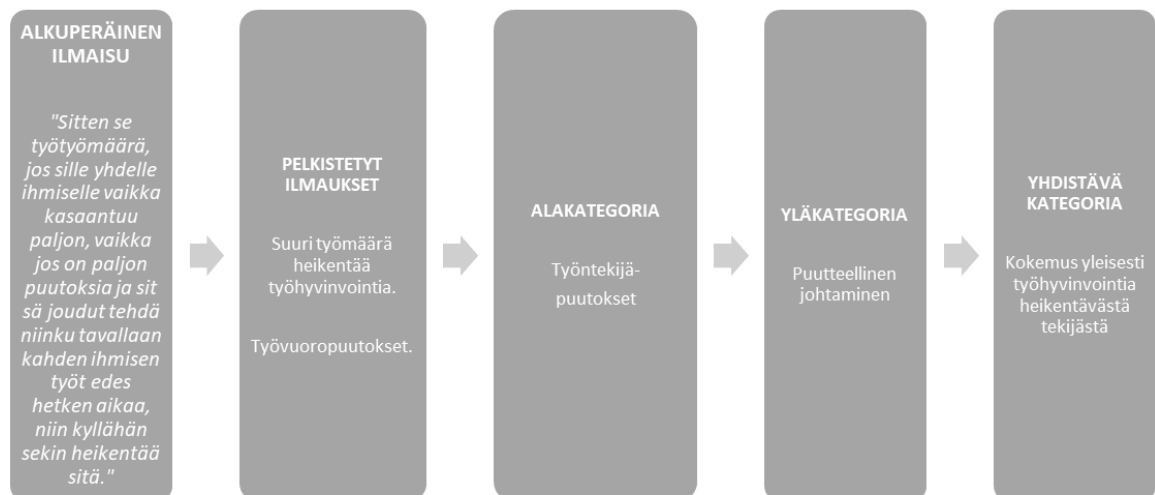 ALKUPERÄINEN
ILMAISU
"Sitten se
työtyömäärä,
jos sille yhdelle
ihmiselle vaikka
kasaantuu
paljon, vaikka
jos on paljon
puutoksia ja sit
sä joudut tehdä
niinku tavallaan
kahden ihmisen
työt edes
hetken aikaa,
niin kyllähän
sekin heikentää
sitä."
PELKISTETYT
ILMAUKSET
Suuri työmäärä
heikentää
työhyvinvointia.
Työvuoropuutokset.
ALAKATEGORIA
Työntekijä-
puutokset
YLÄKATEGORIA
Puutteellinen
johtaminen
YHDISTÄVÄ
KATEGORIA
Kokemus yleisesti
työhyvinvointia
heikentävästä
tekijästä